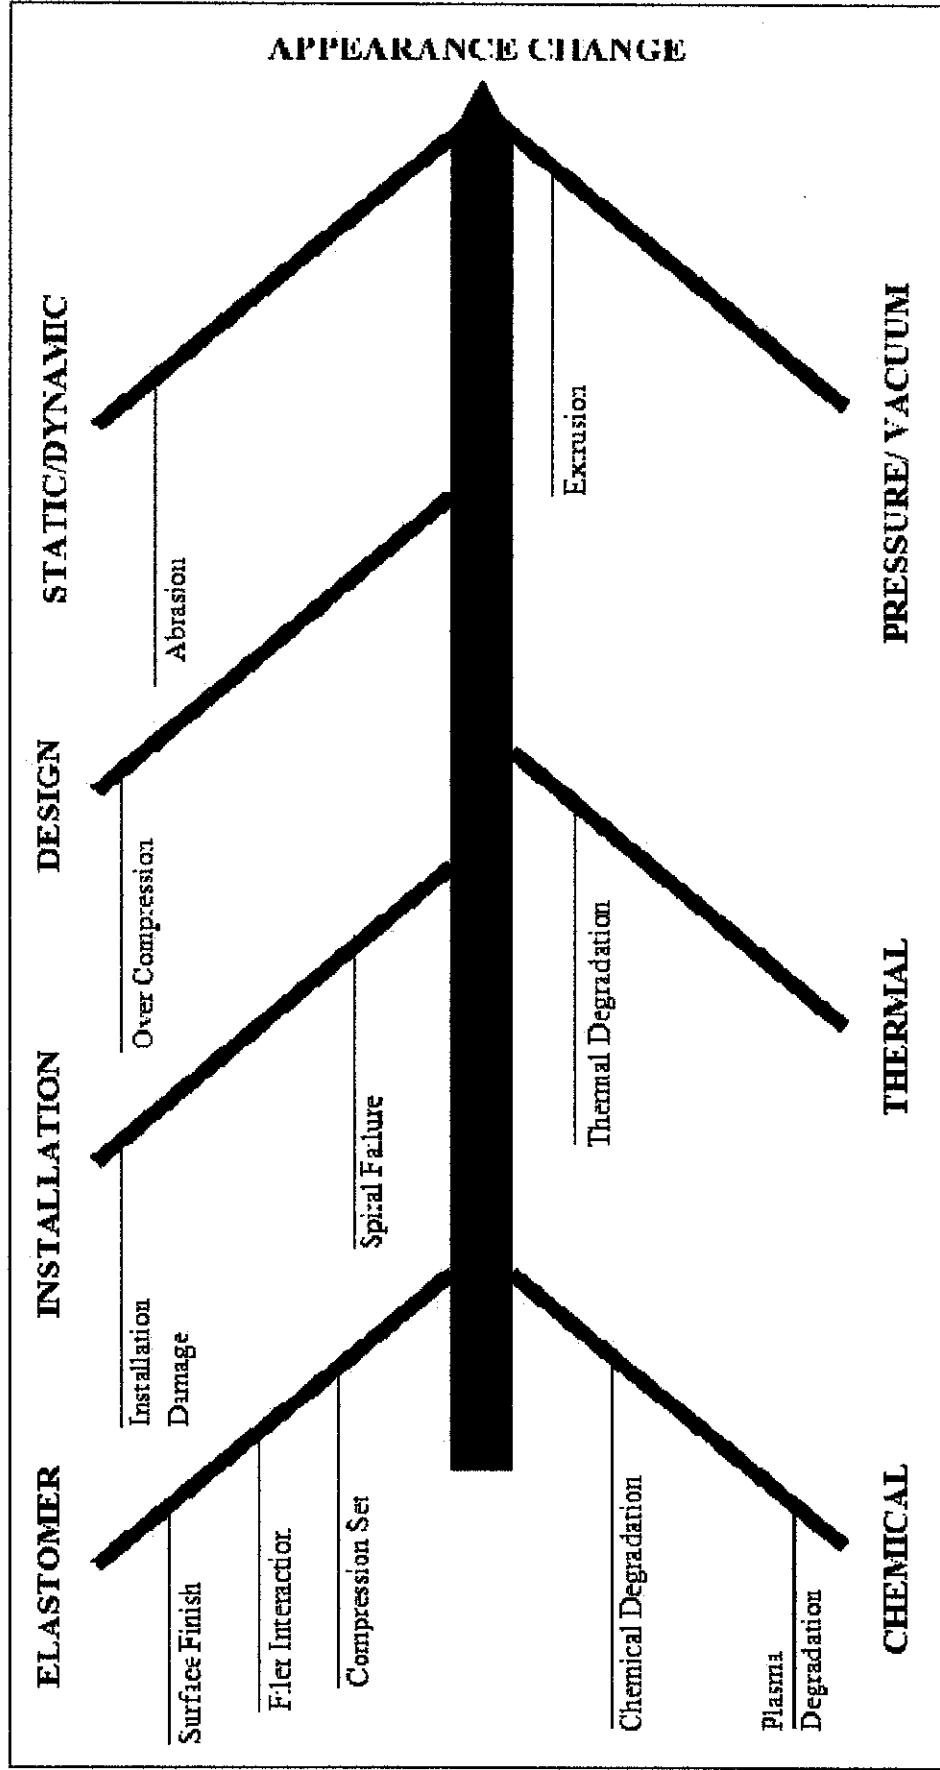 APPEARANCE CHANGE
ELASTOMER
INSTALLATION
DESIGN
STATIC/DYNAMIC
Surface Finish
Filer Interaction
Compression Set
Installation
Damage
Spiral Failure
Over Compression
Abrasion
Chemical Degradation
Plasma
Degradation
Thermal Degradation
Extrusion
CHEMICAL
THERMAL
PRESSURE/ VACUUM